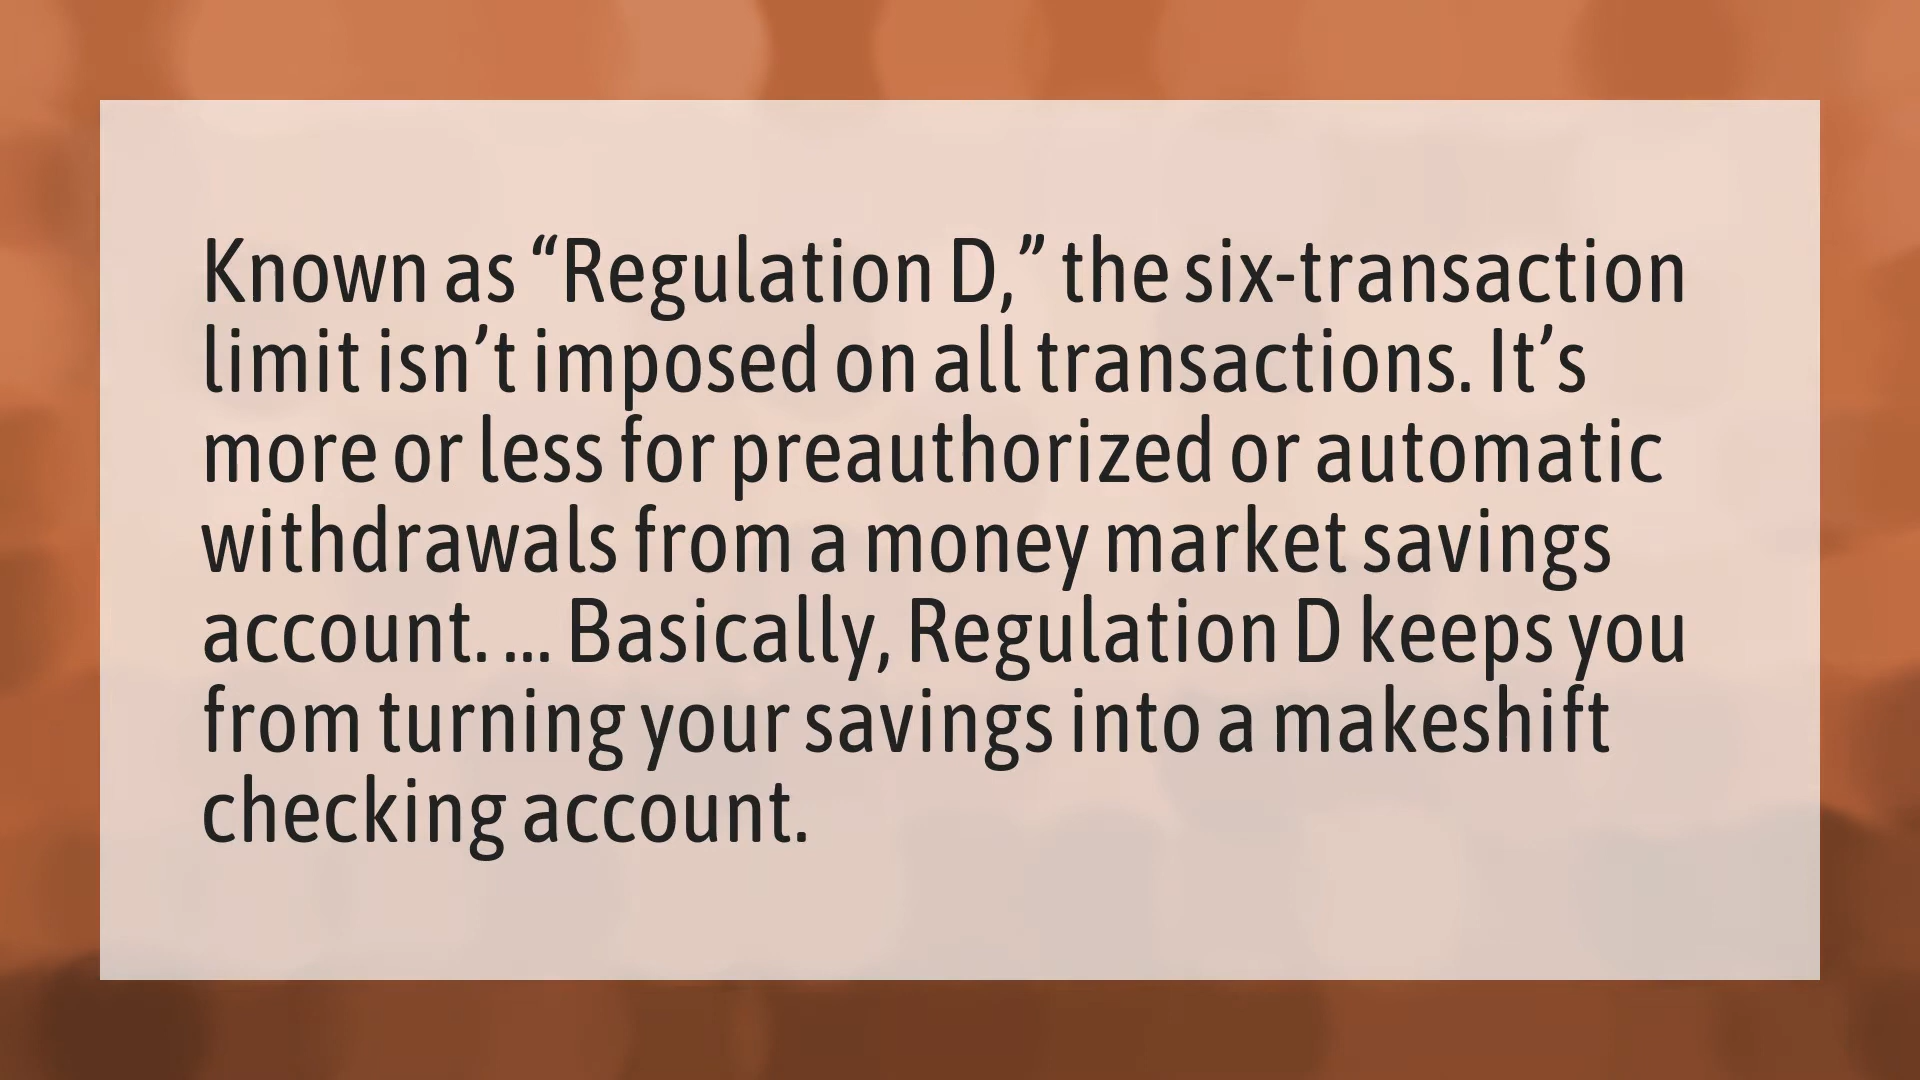 Known as “Regulation D,” the six-transaction
limit isn’t imposed on all transactions. It’s
more or less for preauthorized or automatic
withdrawals from a money market savings
account. ... Basically, Regulation D keeps you
from turning your savings into a makeshift
checking account.